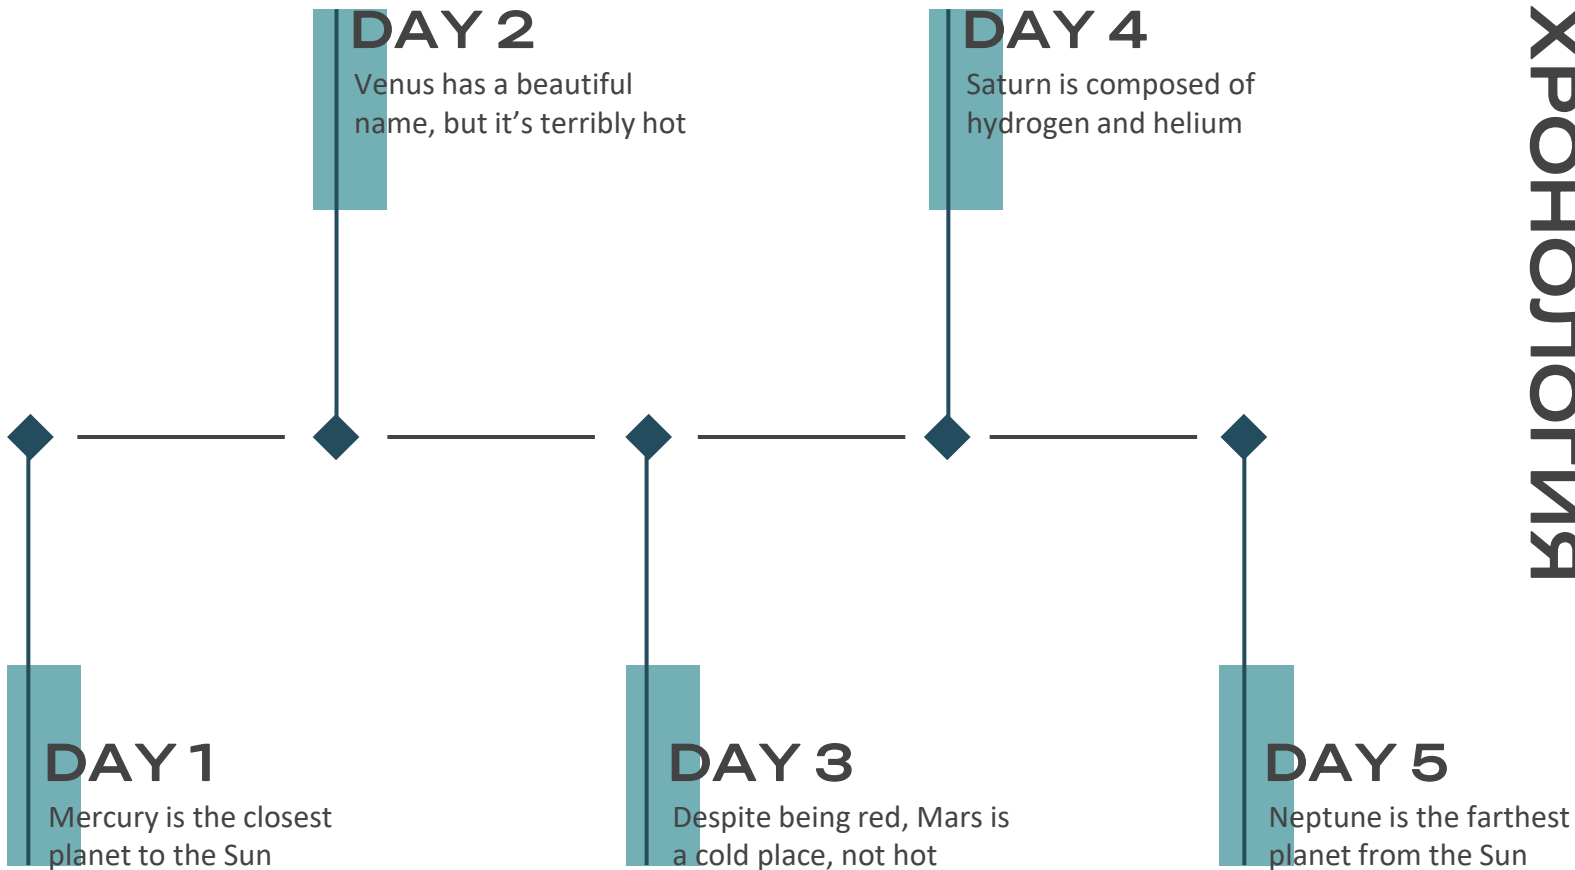 DAY 2
Venus has a beautiful
name, but it’s terribly hot
DAY 4
Saturn is composed of
hydrogen and helium
ХРОНОЛОГИЯ
DAY 1
Mercury is the closest
planet to the Sun
DAY 3
Despite being red, Mars is
a cold place, not hot
DAY 5
Neptune is the farthest
planet from the Sun